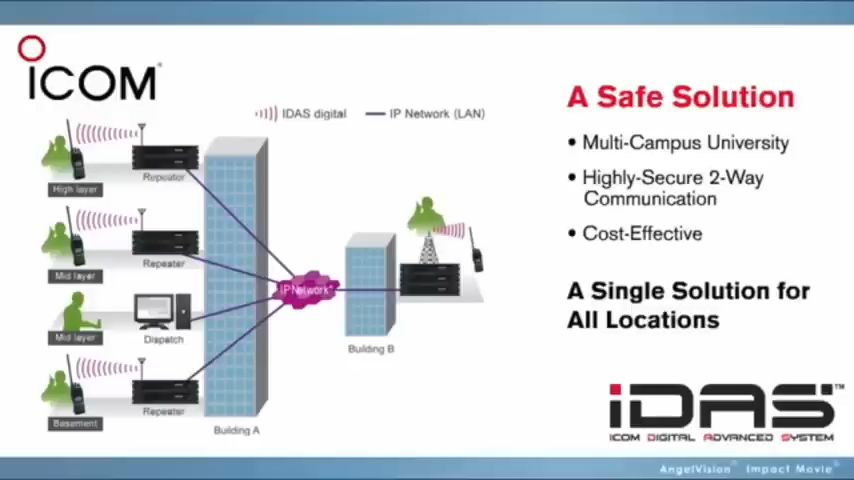 ICOM
IDAS digital
IP Network (LAN)
High layer
Repeater
Mid layer
Repeater
Mid layer
Dispatch
Basement
Repeater
Building A
IP Network*
Building B
A Safe Solution
• Multi-Campus University
• Highly-Secure 2-Way
Communication
• Cost-Effective
A Single Solution for
All Locations
iDAS™
ICOM DIGITAL ADVANCED SYSTEM
AngelVision® Impact Movie®